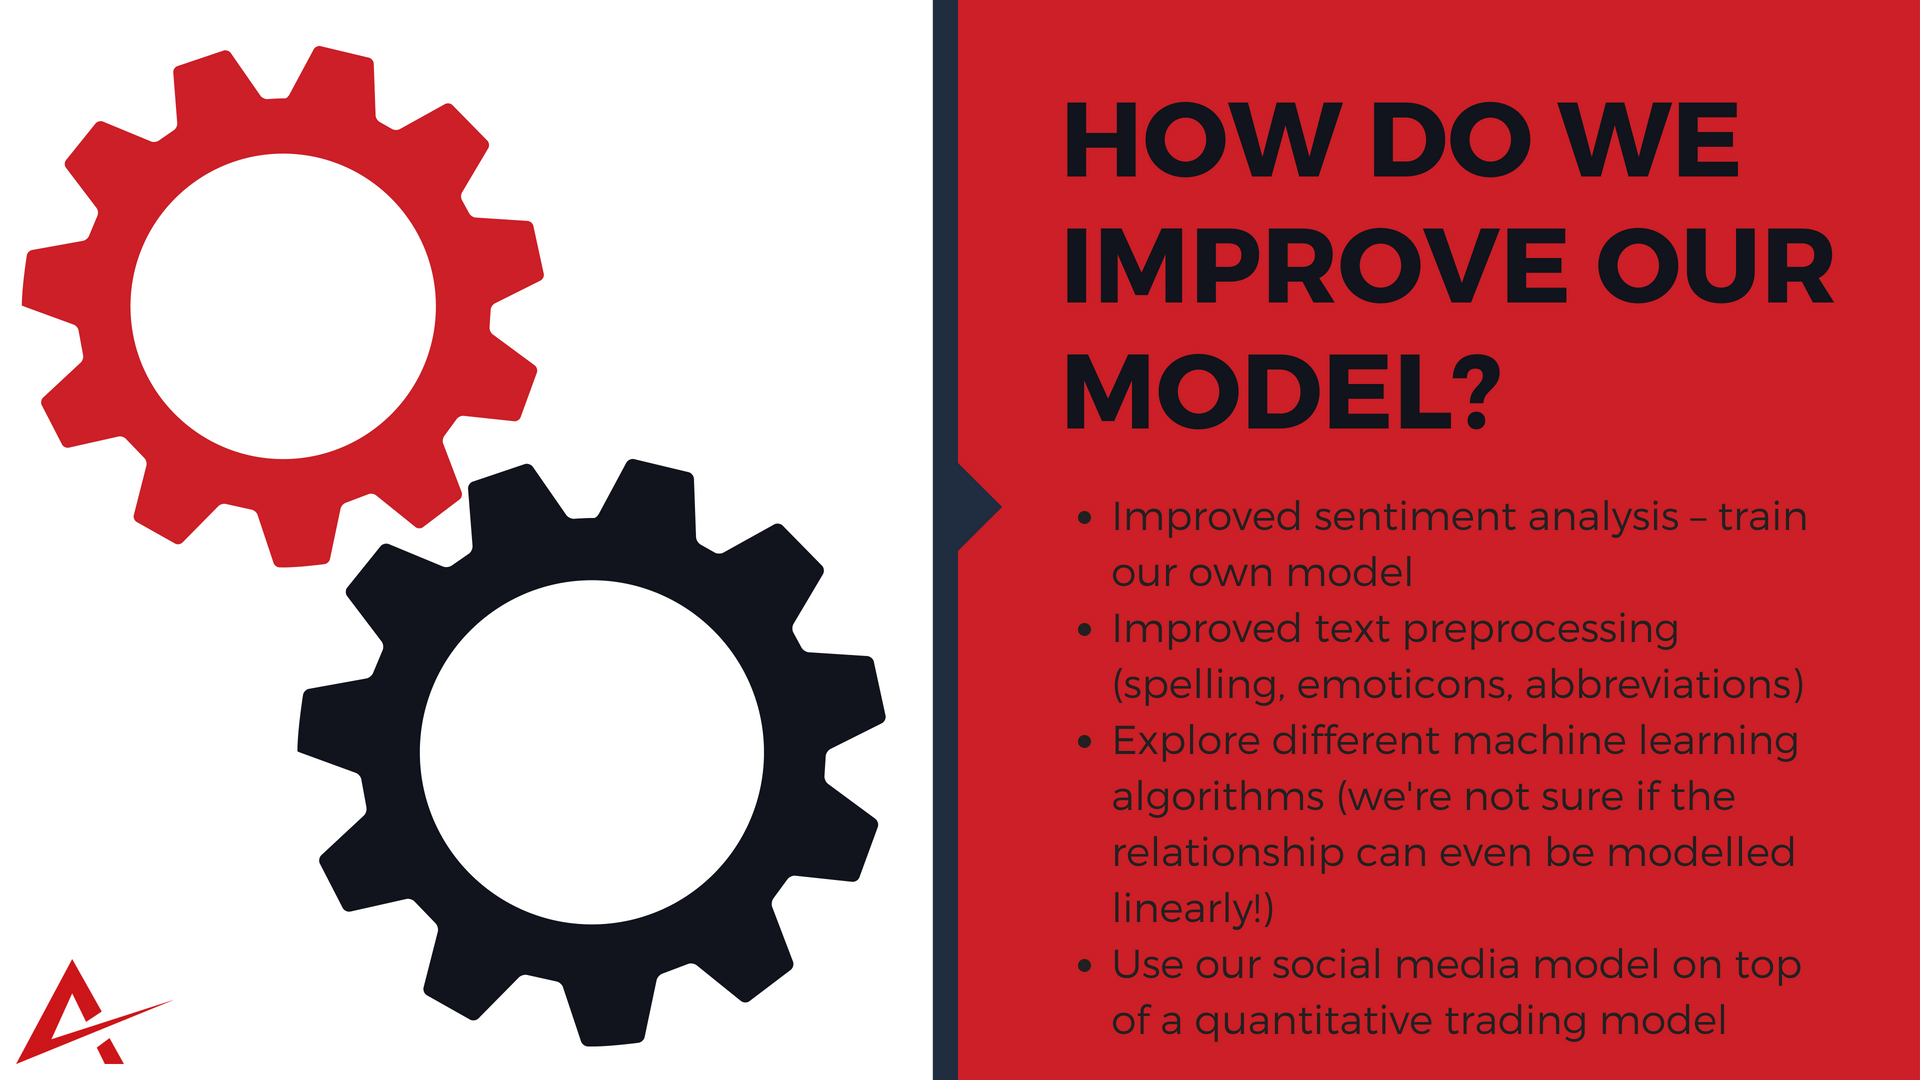 HOW DO WE
IMPROVE OUR
MODEL?
• Improved sentiment analysis – train
our own model
• Improved text preprocessing
(spelling, emoticons, abbreviations)
• Explore different machine learning
algorithms (we're not sure if the
relationship can even be modelled
linearly!)
• Use our social media model on top
of a quantitative trading model